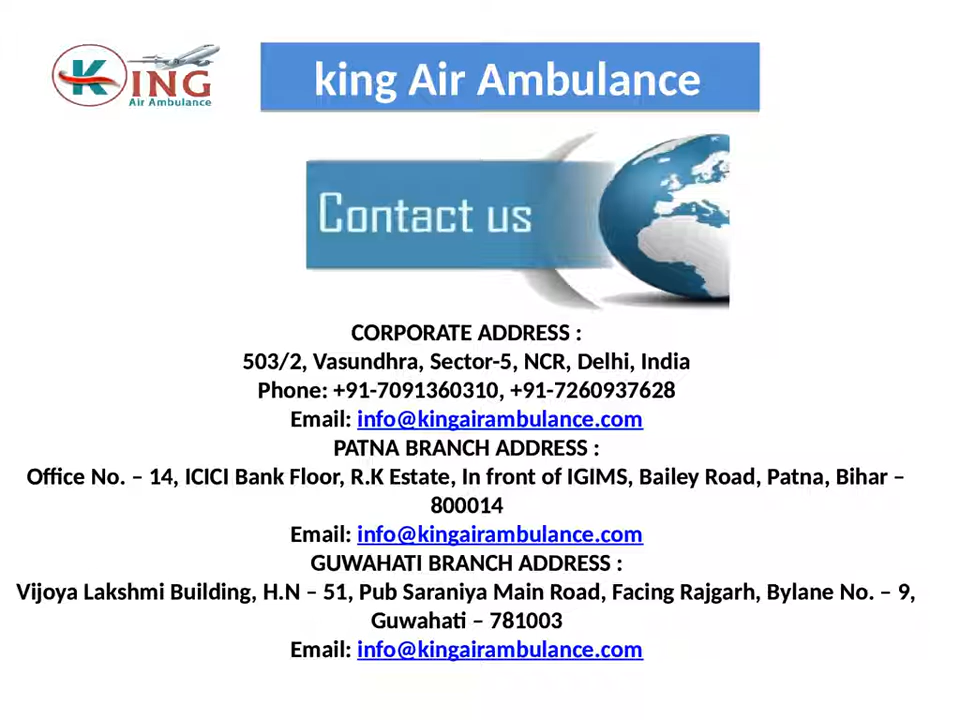 KING
Air Ambulance
king Air Ambulance
Contact us
CORPORATE ADDRESS :
503/2, Vasundhra, Sector-5, NCR, Delhi, India
Phone: +91-7091360310, +91-7260937628
Email: info@kingairambulance.com
PATNA BRANCH ADDRESS :
Office No. – 14, ICICI Bank Floor, R.K Estate, In front of IGIMS, Bailey Road, Patna, Bihar –
800014
Email: info@kingairambulance.com
GUWAHATI BRANCH ADDRESS :
Vijoya Lakshmi Building, H.N – 51, Pub Saraniya Main Road, Facing Rajgarh, Bylane No. – 9,
Guwahati – 781003
Email: info@kingairambulance.com